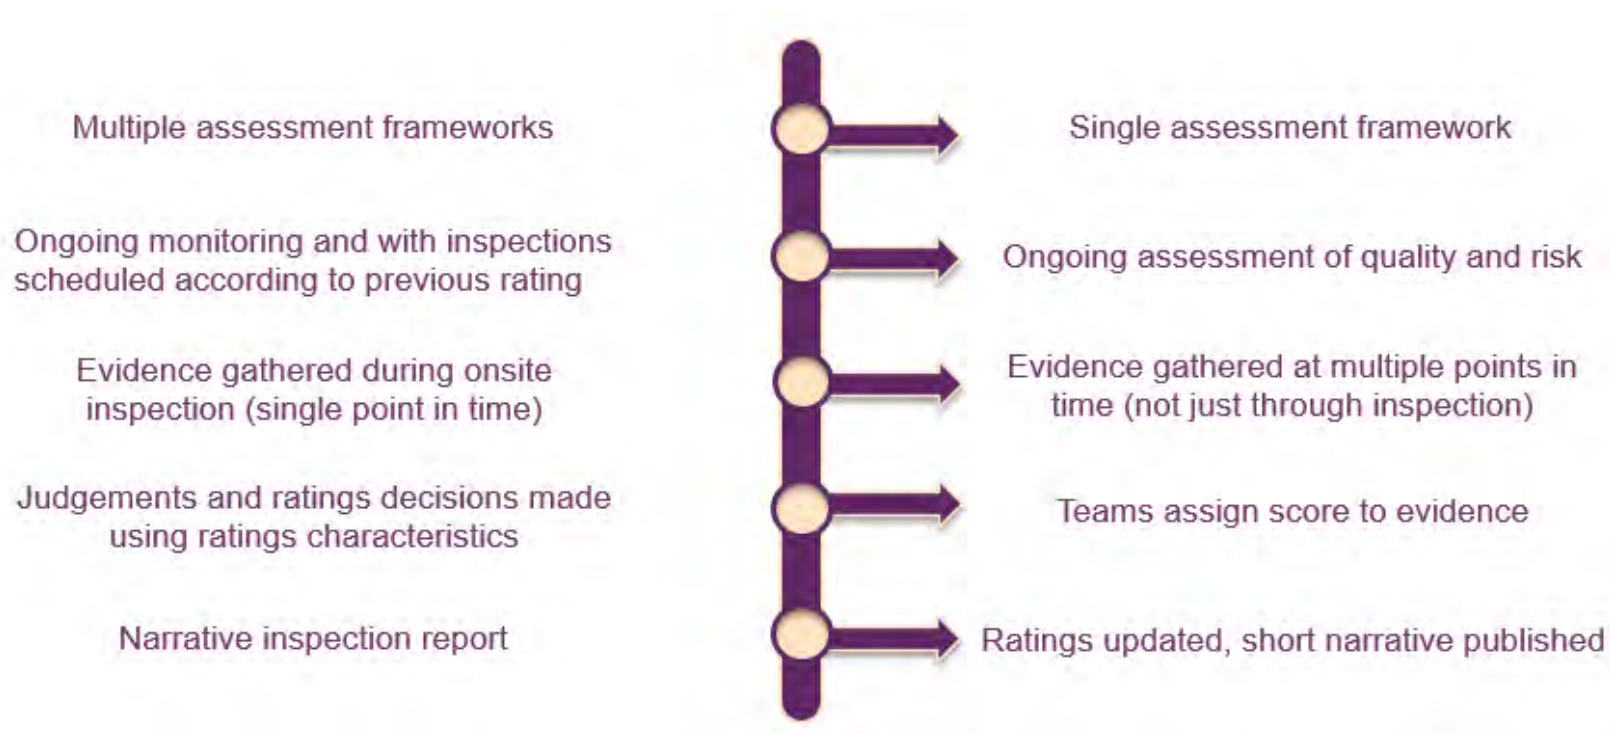 Multiple assessment frameworks
Single assessment framework
Ongoing monitoring and with inspections
scheduled according to previous rating
Ongoing assessment of quality and risk
Evidence gathered during onsite
inspection (single point in time)
Evidence gathered at multiple points in
time (not just through inspection)
Judgements and ratings decisions made
using ratings characteristics
Teams assign score to evidence
Narrative inspection report
Ratings updated, short narrative published